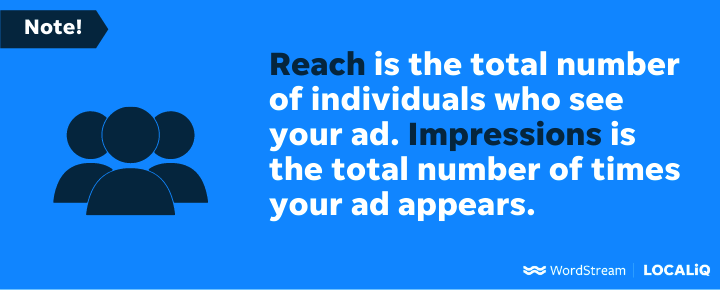 Note!
Reach is the total number
of individuals who see
your ad. Impressions is
the total number of times
your ad appears.
WordStream | LOCALiQ